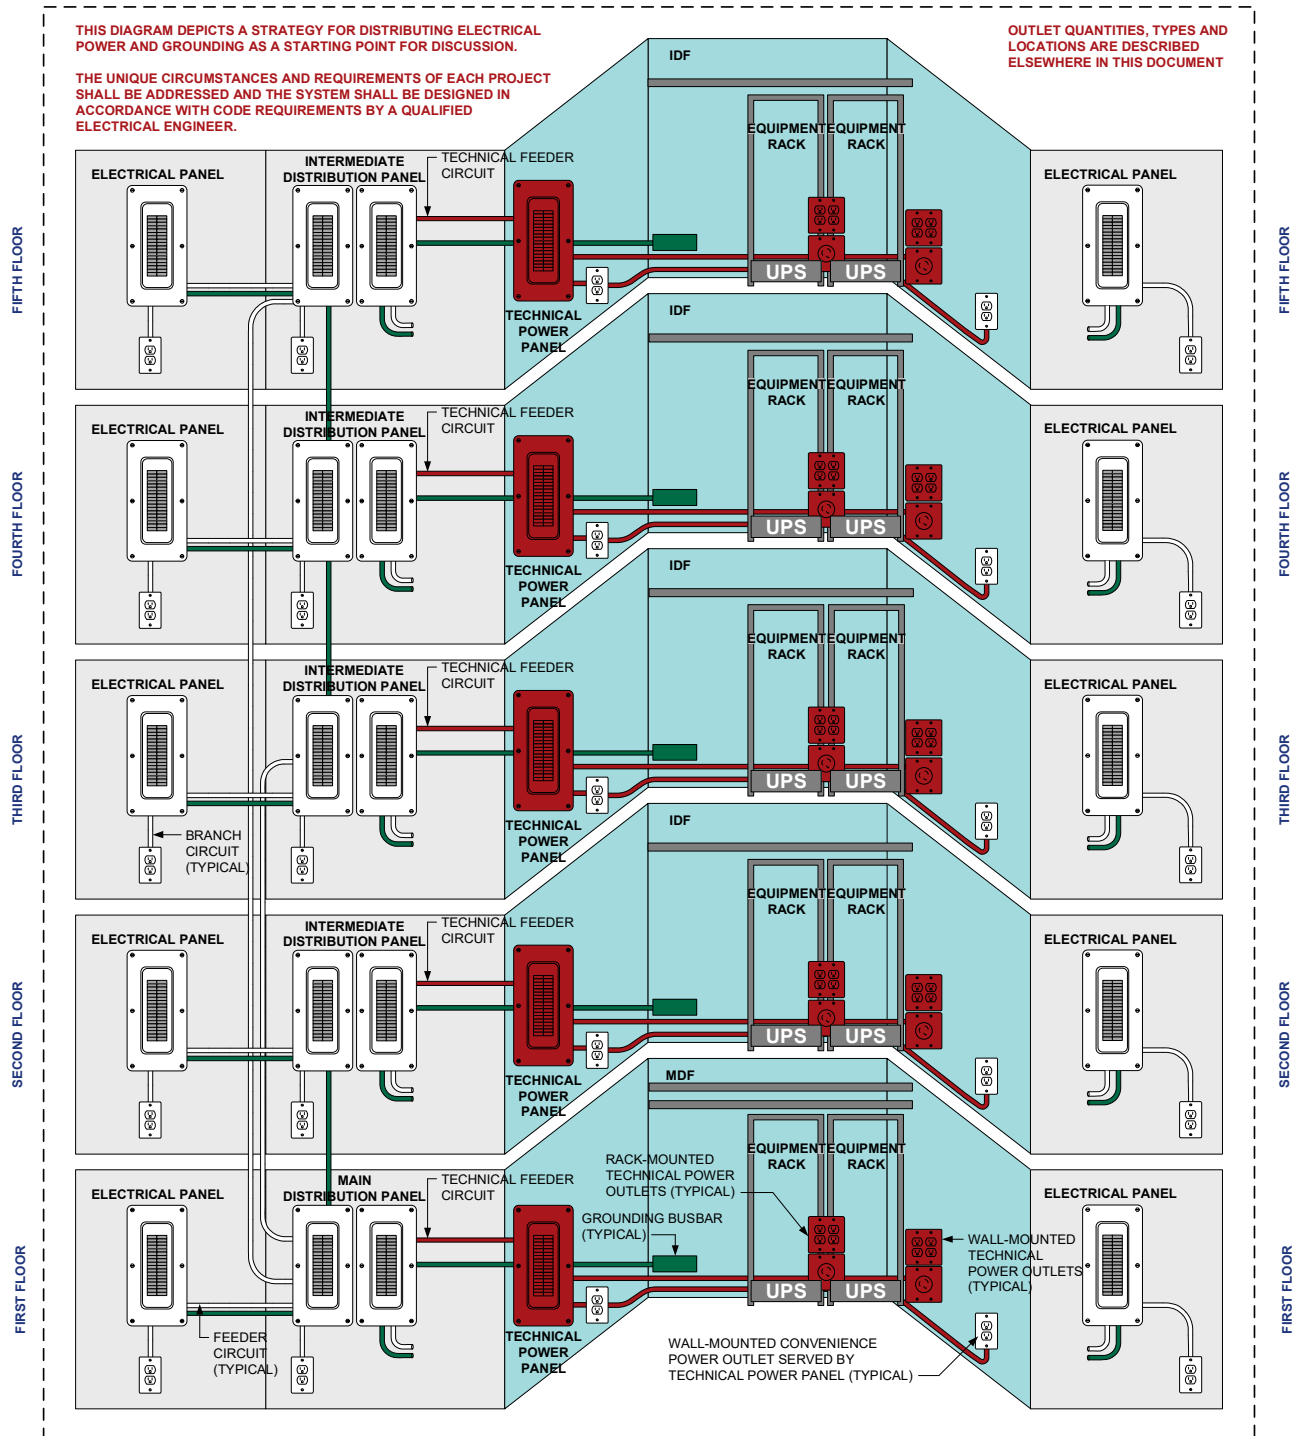 THIS DIAGRAM DEPICTS A STRATEGY FOR DISTRIBUTING ELECTRICAL
POWER AND GROUNDING AS A STARTING POINT FOR DISCUSSION.
THE UNIQUE CIRCUMSTANCES AND REQUIREMENTS OF EACH PROJECT
SHALL BE ADDRESSED AND THE SYSTEM SHALL BE DESIGNED IN
ACCORDANCE WITH CODE REQUIREMENTS BY A QUALIFIED
ELECTRICAL ENGINEER.
OUTLET QUANTITIES, TYPES AND
LOCATIONS ARE DESCRIBED
ELSEWHERE IN THIS DOCUMENT
FIFTH FLOOR
ELECTRICAL PANEL
INTERMEDIATE
DISTRIBUTION PANEL
TECHNICAL FEEDER
CIRCUIT
TECHNICAL
POWER
PANEL
IDF
EQUIPMENT
RACK
EQUIPMENT
RACK
UPS
UPS
ELECTRICAL PANEL
FIFTH FLOOR
FOURTH FLOOR
ELECTRICAL PANEL
INTERMEDIATE
DISTRIBUTION PANEL
TECHNICAL FEEDER
CIRCUIT
TECHNICAL
POWER
PANEL
IDF
EQUIPMENT
RACK
EQUIPMENT
RACK
UPS
UPS
ELECTRICAL PANEL
FOURTH FLOOR
THIRD FLOOR
ELECTRICAL PANEL
BRANCH
CIRCUIT
(TYPICAL)
INTERMEDIATE
DISTRIBUTION PANEL
TECHNICAL FEEDER
CIRCUIT
TECHNICAL
POWER
PANEL
IDF
EQUIPMENT
RACK
EQUIPMENT
RACK
UPS
UPS
ELECTRICAL PANEL
THIRD FLOOR
SECOND FLOOR
ELECTRICAL PANEL
INTERMEDIATE
DISTRIBUTION PANEL
TECHNICAL FEEDER
CIRCUIT
TECHNICAL
POWER
PANEL
IDF
EQUIPMENT
RACK
EQUIPMENT
RACK
UPS
UPS
ELECTRICAL PANEL
SECOND FLOOR
FIRST FLOOR
ELECTRICAL PANEL
FEEDER
CIRCUIT
(TYPICAL)
MAIN
DISTRIBUTION PANEL
TECHNICAL FEEDER
CIRCUIT
TECHNICAL
POWER
PANEL
MDF
RACK-MOUNTED
TECHNICAL POWER
OUTLETS (TYPICAL)
GROUNDING BUSBAR
(TYPICAL)
EQUIPMENT
RACK
EQUIPMENT
RACK
UPS
UPS
WALL-MOUNTED
TECHNICAL
POWER OUTLETS
(TYPICAL)
WALL-MOUNTED CONVENIENCE
POWER OUTLET SERVED BY
TECHNICAL POWER PANEL (TYPICAL)
ELECTRICAL PANEL
FIRST FLOOR